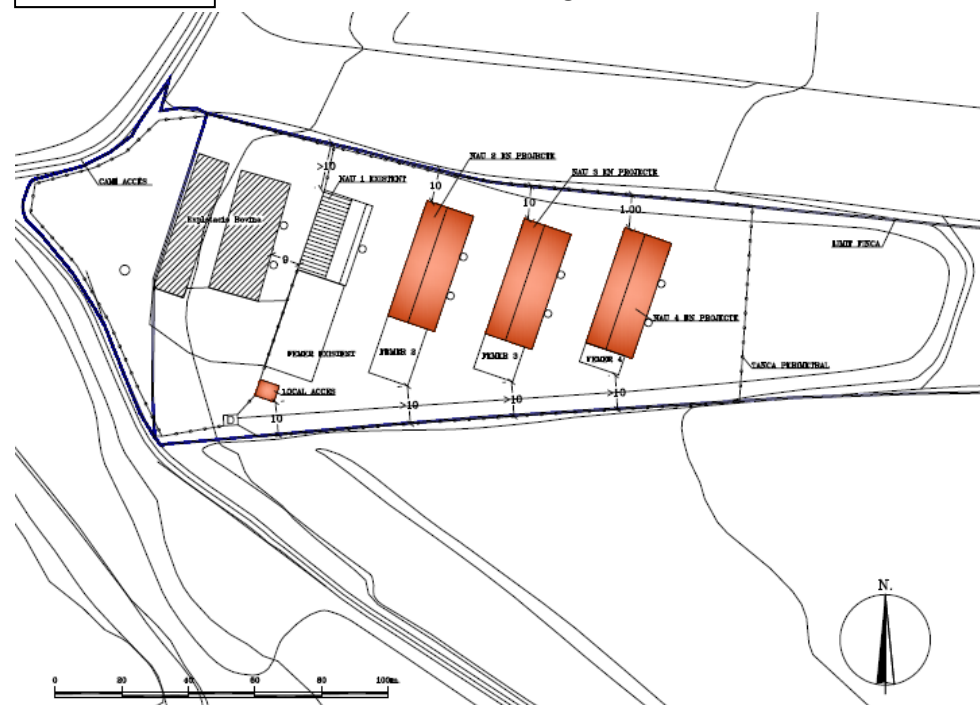 NAU 2 EN PROJECTE
>10
NAU 3 EN PROJECTE
CAMI ACCÈS
NAU 1 EXISTENT
10
10
1.00
Explotacio Bovina
LIMIT FINCA
9
NAU 4 EN PROJECTE
FEMER EXISTENT
FEMER 2
FEMER 3
FEMER 4
TANCA PERIMETRAL
LOCAL ACCES
>10
>10
>10
D
10
N.
0 20 40 60 80 100m.